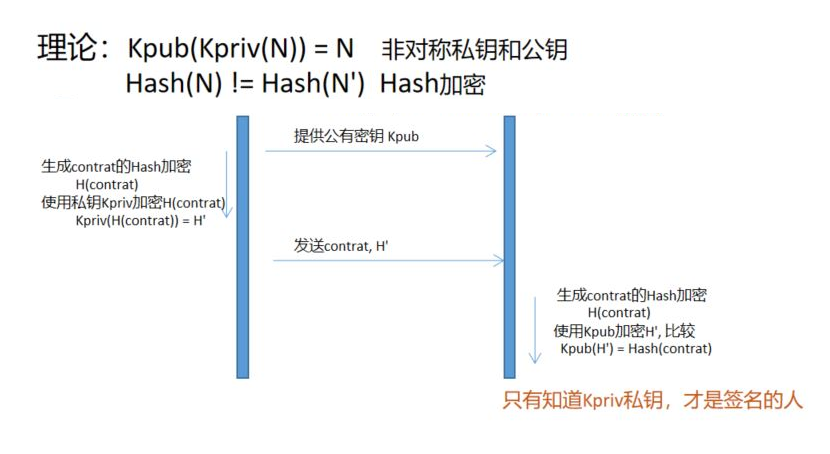 理论：Kpub(Kpriv(N)) = N 非对称私钥和公钥
Hash(N) != Hash(N') Hash加密
提供公有密钥 Kpub
生成contrat的Hash加密
H(contrat)
使用私钥Kpriv加密H(contrat)
Kpriv(H(contrat)) = H'
发送contrat, H'
生成contrat的Hash加密
H(contrat)
使用Kpub加密H', 比较
Kpub(H') = Hash(contrat)
只有知道Kpriv私钥，才是签名的人